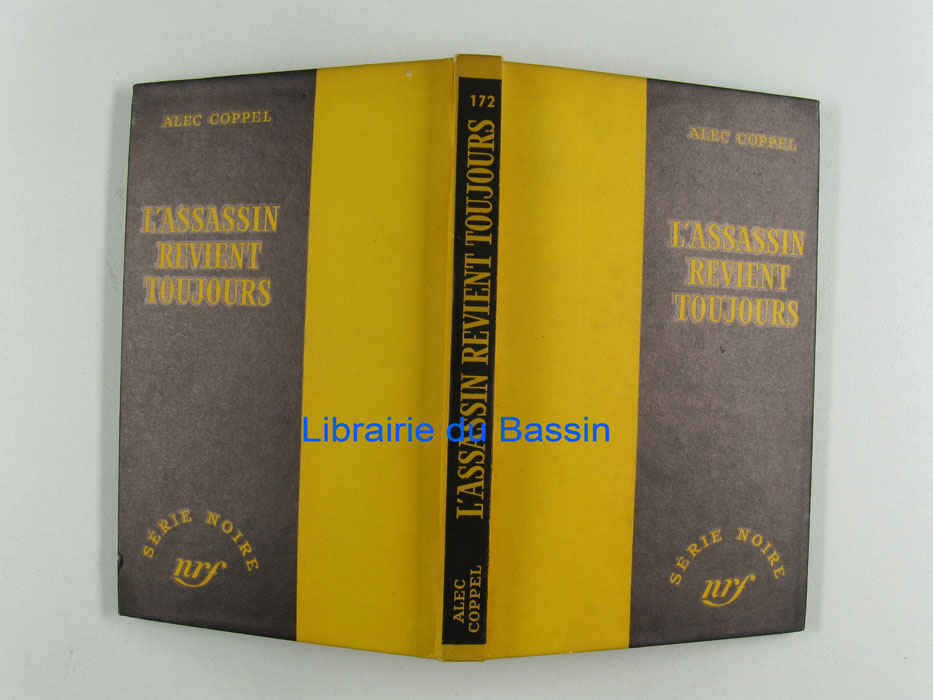 ALEC COPPEL
L'ASSASSIN
REVIENT
TOUJOURS
SÉRIE NOIRE
nrf
172
L'ASSASSIN REVIENT TOUJOURS
ALEC
COPPEL
ALEC COPPEL
L'ASSASSIN
REVIENT
TOUJOURS
SÉRIE NOIRE
nrf
Librairie du Bassin